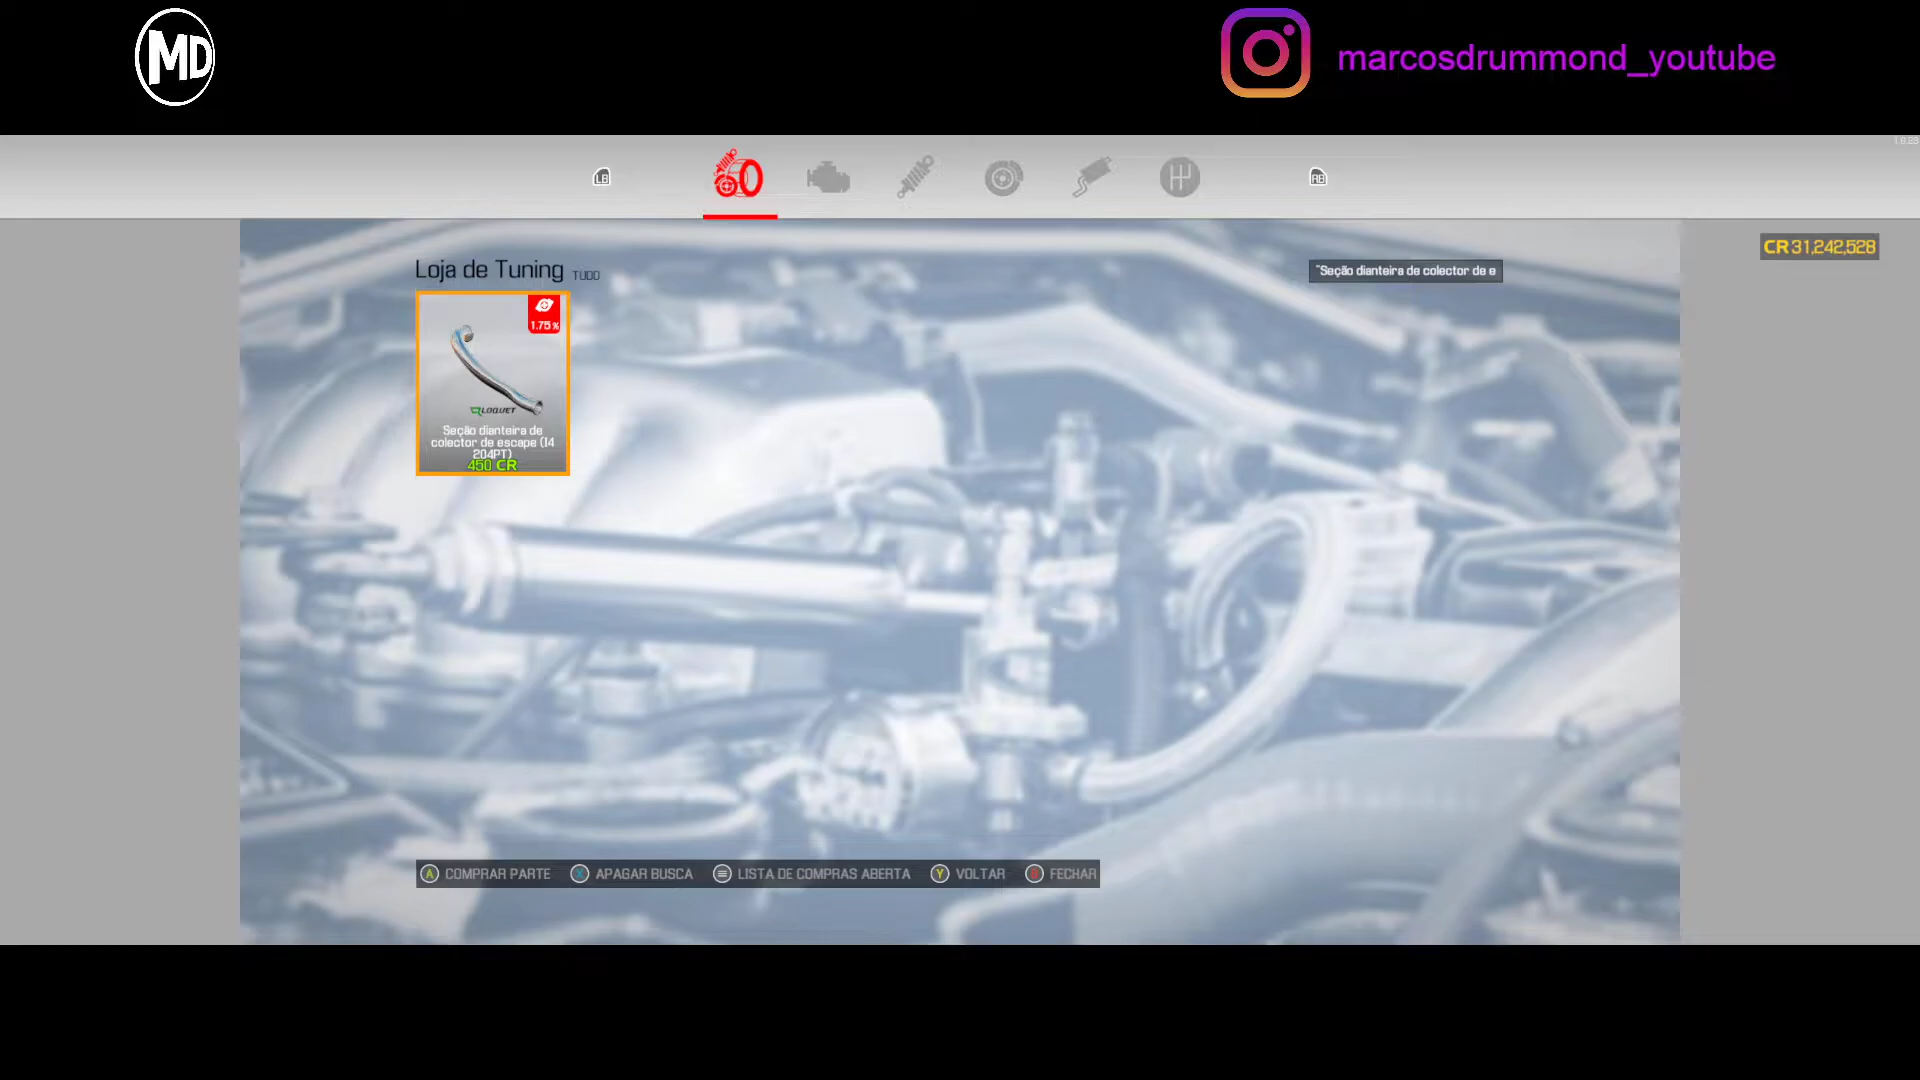 MD
marcosdrummond_youtube
LB
RB
CR 31,242,528
Loja de Tuning TUDO
"Seção dianteira de colector de e
1.75%
LOQUET
Seção dianteira de
colector de escape (I4
204PT)
450 CR
A COMPRAR PARTE X APAGAR BUSCA LISTA DE COMPRAS ABERTA Y VOLTAR B FECHAR